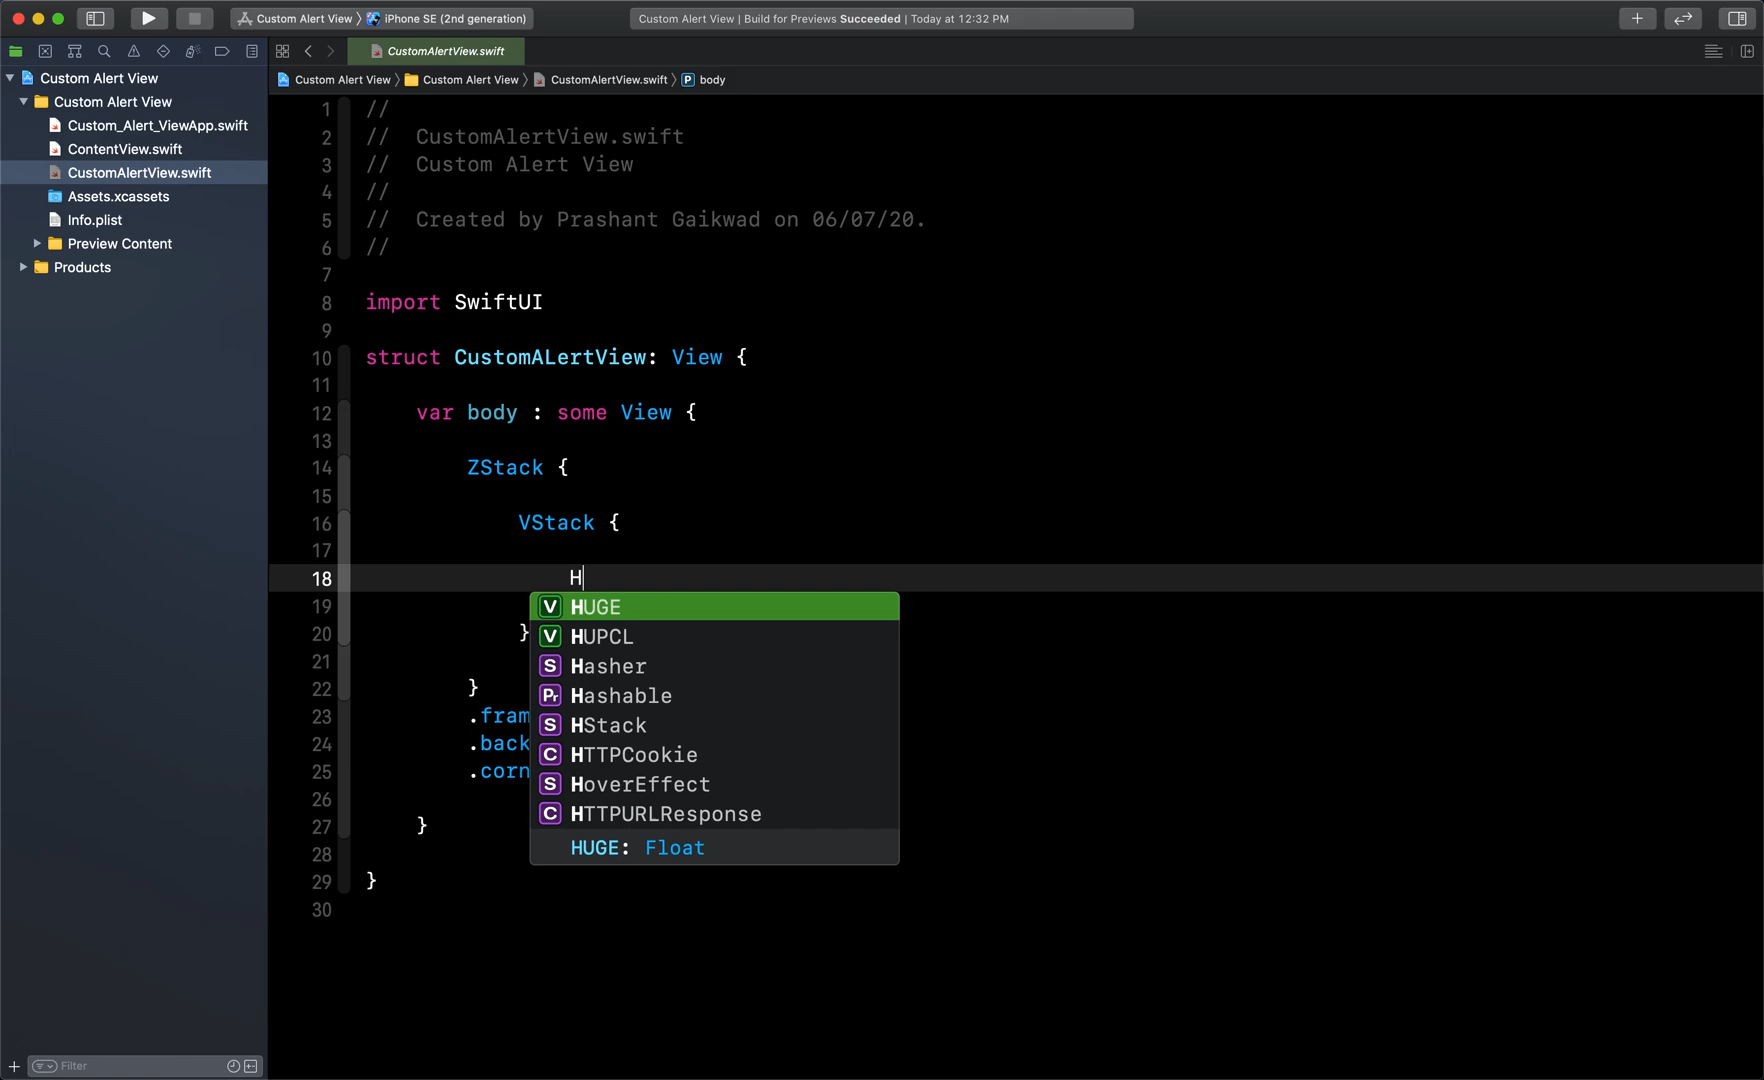 Custom Alert View 〉 iPhone SE (2nd generation)
Custom Alert View | Build for Previews Succeeded | Today at 12:32 PM
CustomAlertView.swift
Custom Alert View 〉 Custom Alert View 〉 CustomAlertView.swift 〉 P body
Custom Alert View
Custom Alert View
Custom_Alert_ViewApp.swift
ContentView.swift
CustomAlertView.swift
Assets.xcassets
Info.plist
Preview Content
Products
Filter
1 //
2 // CustomAlertView.swift
3 // Custom Alert View
4 //
5 // Created by Prashant Gaikwad on 06/07/20.
6 //
7
8 import SwiftUI
9
10 struct CustomALertView: View {
11
12 var body : some View {
13
14 ZStack {
15
16 VStack {
17
18 H
19
20 }
21
22 }
23 .fram
24 .back
25 .corn
26
27 }
28
29 }
30
V HUGE
V HUPCL
S Hasher
Pr Hashable
S HStack
C HTTPCookie
S HoverEffect
C HTTPURLResponse
HUGE: Float